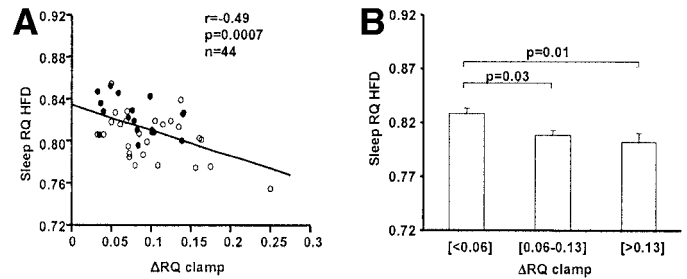 A
0.92
0.88
0.84
0.80
0.76
0.72
Sleep RQ HFD
r=-0.49
p=0.0007
n=44
0 0.05 0.1 0.15 0.2 0.25 0.3
ΔRQ clamp
B
0.92
0.87
0.82
0.77
0.72
Sleep RQ HFD
p=0.01
p=0.03
[<0.06] [0.06-0.13] [>0.13]
ΔRQ clamp